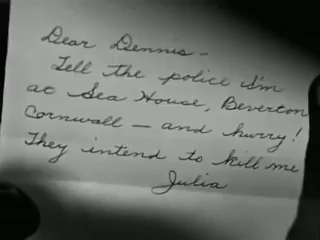 Dear Dennis -
Tell the police I'm
at Sea House, Beverton
Cornwall - and hurry!
They intend to kill me
Julia